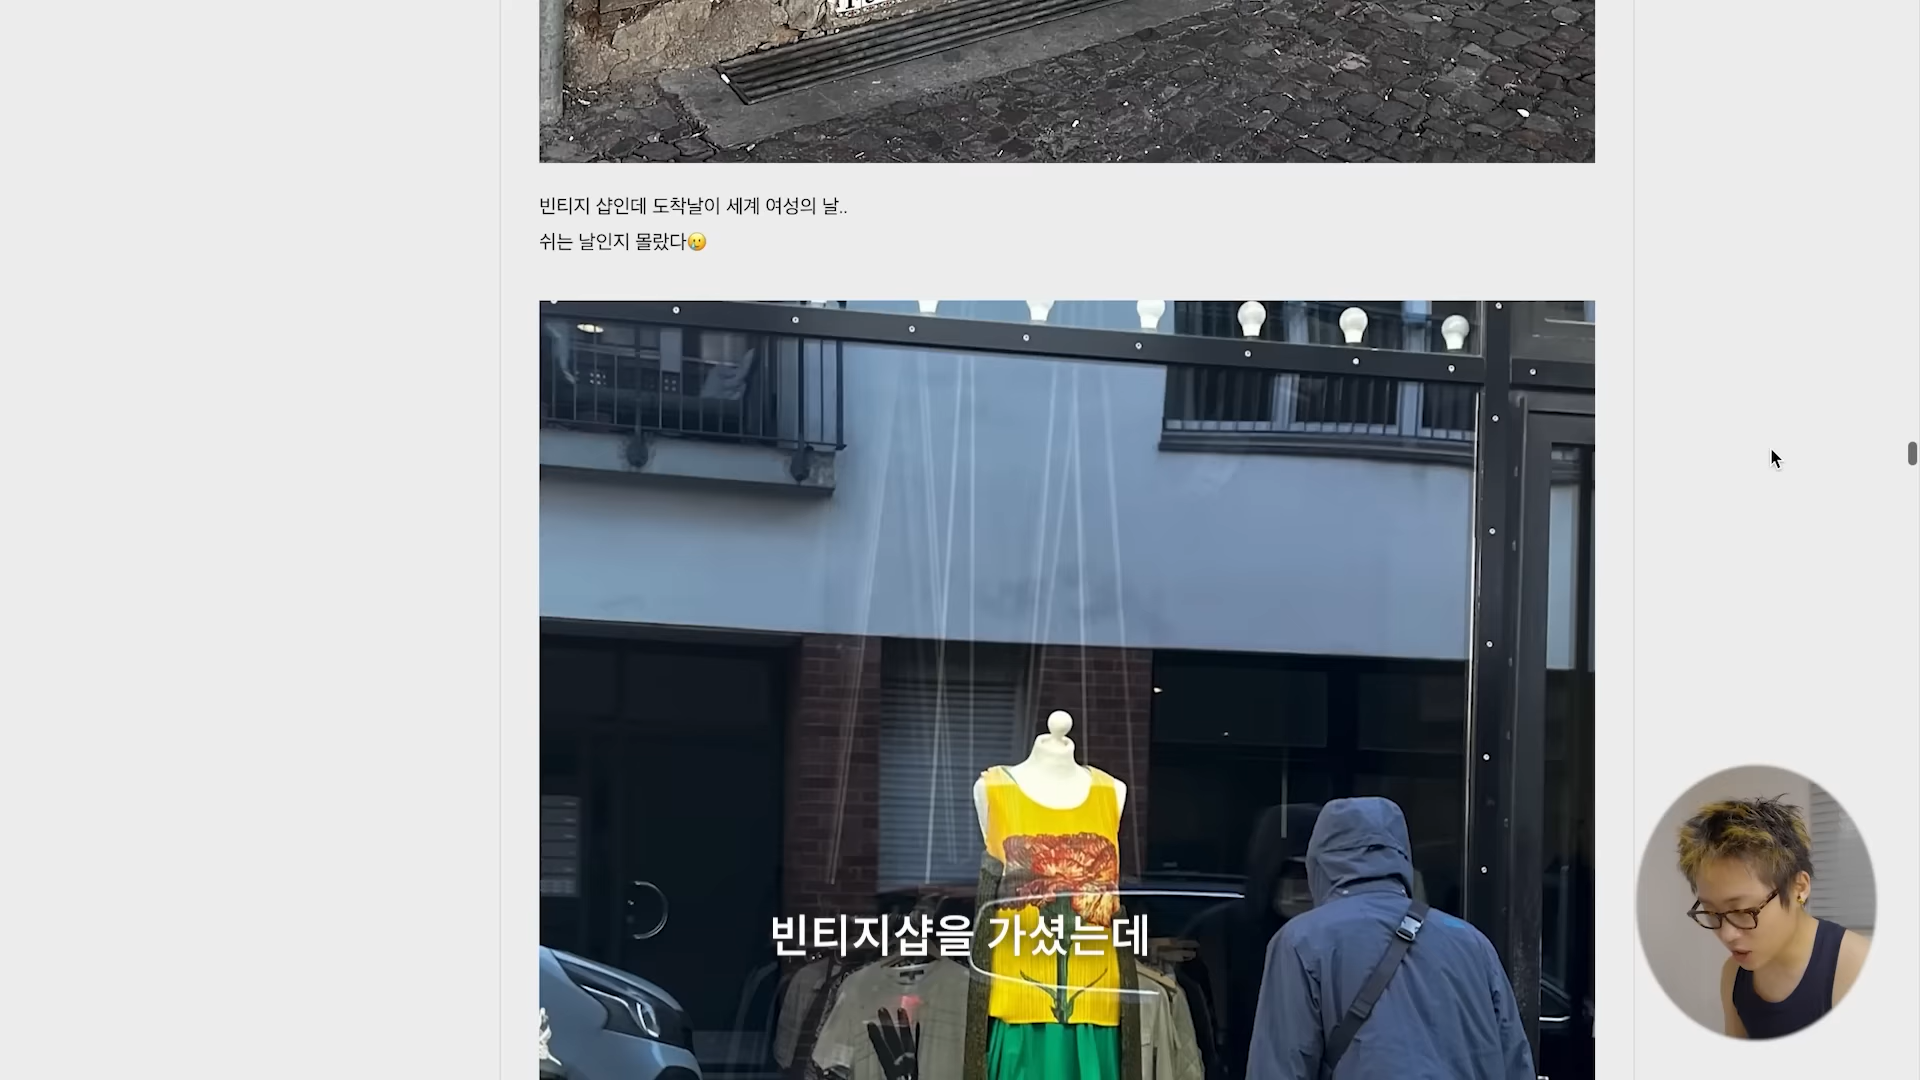 빈티지 샵인데 도착날이 세계 여성의 날..
쉬는 날인지 몰랐다🥲
빈티지샵을 가셨는데